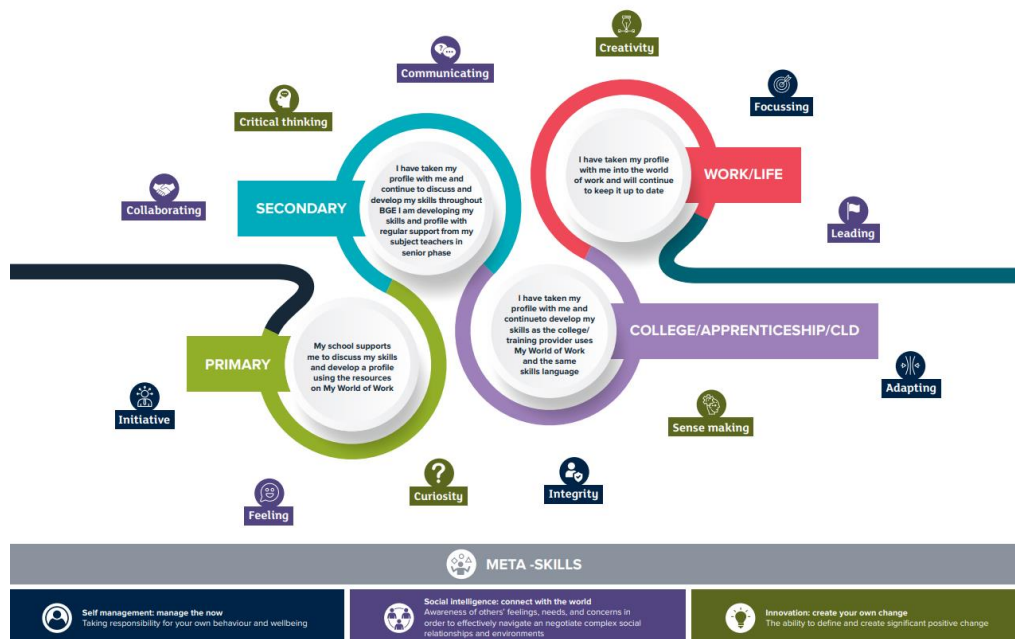 Creativity
Communicating
Focussing
Critical thinking
I have taken my
profile with me and
continue to discuss and
develop my skills throughout
BGE I am developing my
skills and profile with
regular support from my
subject teachers in
senior phase
I have taken my profile
with me into the world
of work and will continue
to keep it up to date
WORK/LIFE
Collaborating
SECONDARY
Leading
I have taken my
profile with me and
continueto develop my
skills as the college/
training provider uses
My World of Work
and the same
skills language
COLLEGE/APPRENTICESHIP/CLD
PRIMARY
My school supports
me to discuss my skills
and develop a profile
using the resources
on My World of Work
Adapting
Initiative
Sense making
Curiosity
Integrity
Feeling
META -SKILLS
Self management: manage the now
Taking responsibility for your own behaviour and wellbeing
Social intelligence: connect with the world
Awareness of others' feelings, needs, and concerns in
order to effectively navigate an negotiate complex social
relationships and environments
Innovation: create your own change
The ability to define and create significant positive change